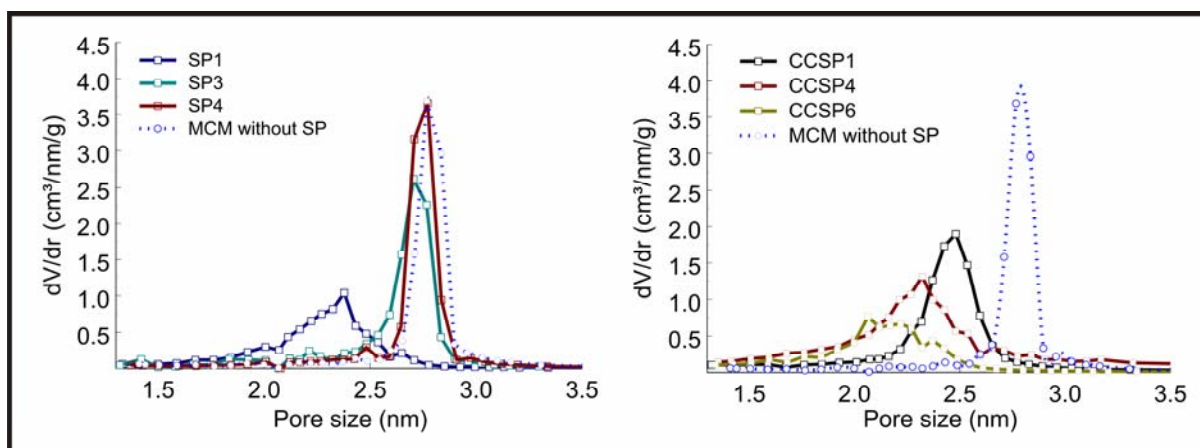 4.5
4.0
3.5
3.0
2.5
2.0
1.5
1.0
0.5
dV/dr (cm³/nm/g)
SP1
SP3
SP4
MCM without SP
1.5 2.0 2.5 3.0 3.5
Pore size (nm)
4.5
4.0
3.5
3.0
2.5
2.0
1.5
1.0
0.5
dV/dr (cm³/nm/g)
CCSP1
CCSP4
CCSP6
MCM without SP
2.0 2.5 3.0 3.5
Pore size (nm)